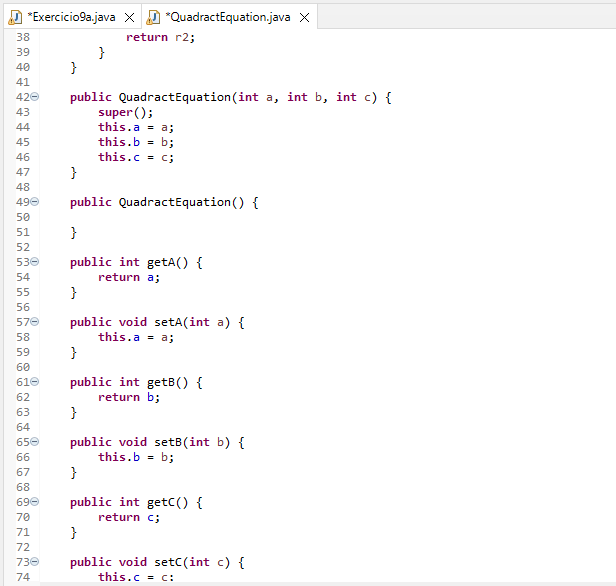 *Exercicio9a.java *QuadractEquation.java
38 return r2;
39 }
40 }
41
42 public QuadractEquation(int a, int b, int c) {
43 super();
44 this.a = a;
45 this.b = b;
46 this.c = c;
47 }
48
49 public QuadractEquation() {
50
51 }
52
53 public int getA() {
54 return a;
55 }
56
57 public void setA(int a) {
58 this.a = a;
59 }
60
61 public int getB() {
62 return b;
63 }
64
65 public void setB(int b) {
66 this.b = b;
67 }
68
69 public int getC() {
70 return c;
71 }
72
73 public void setC(int c) {
74 this.c = c;